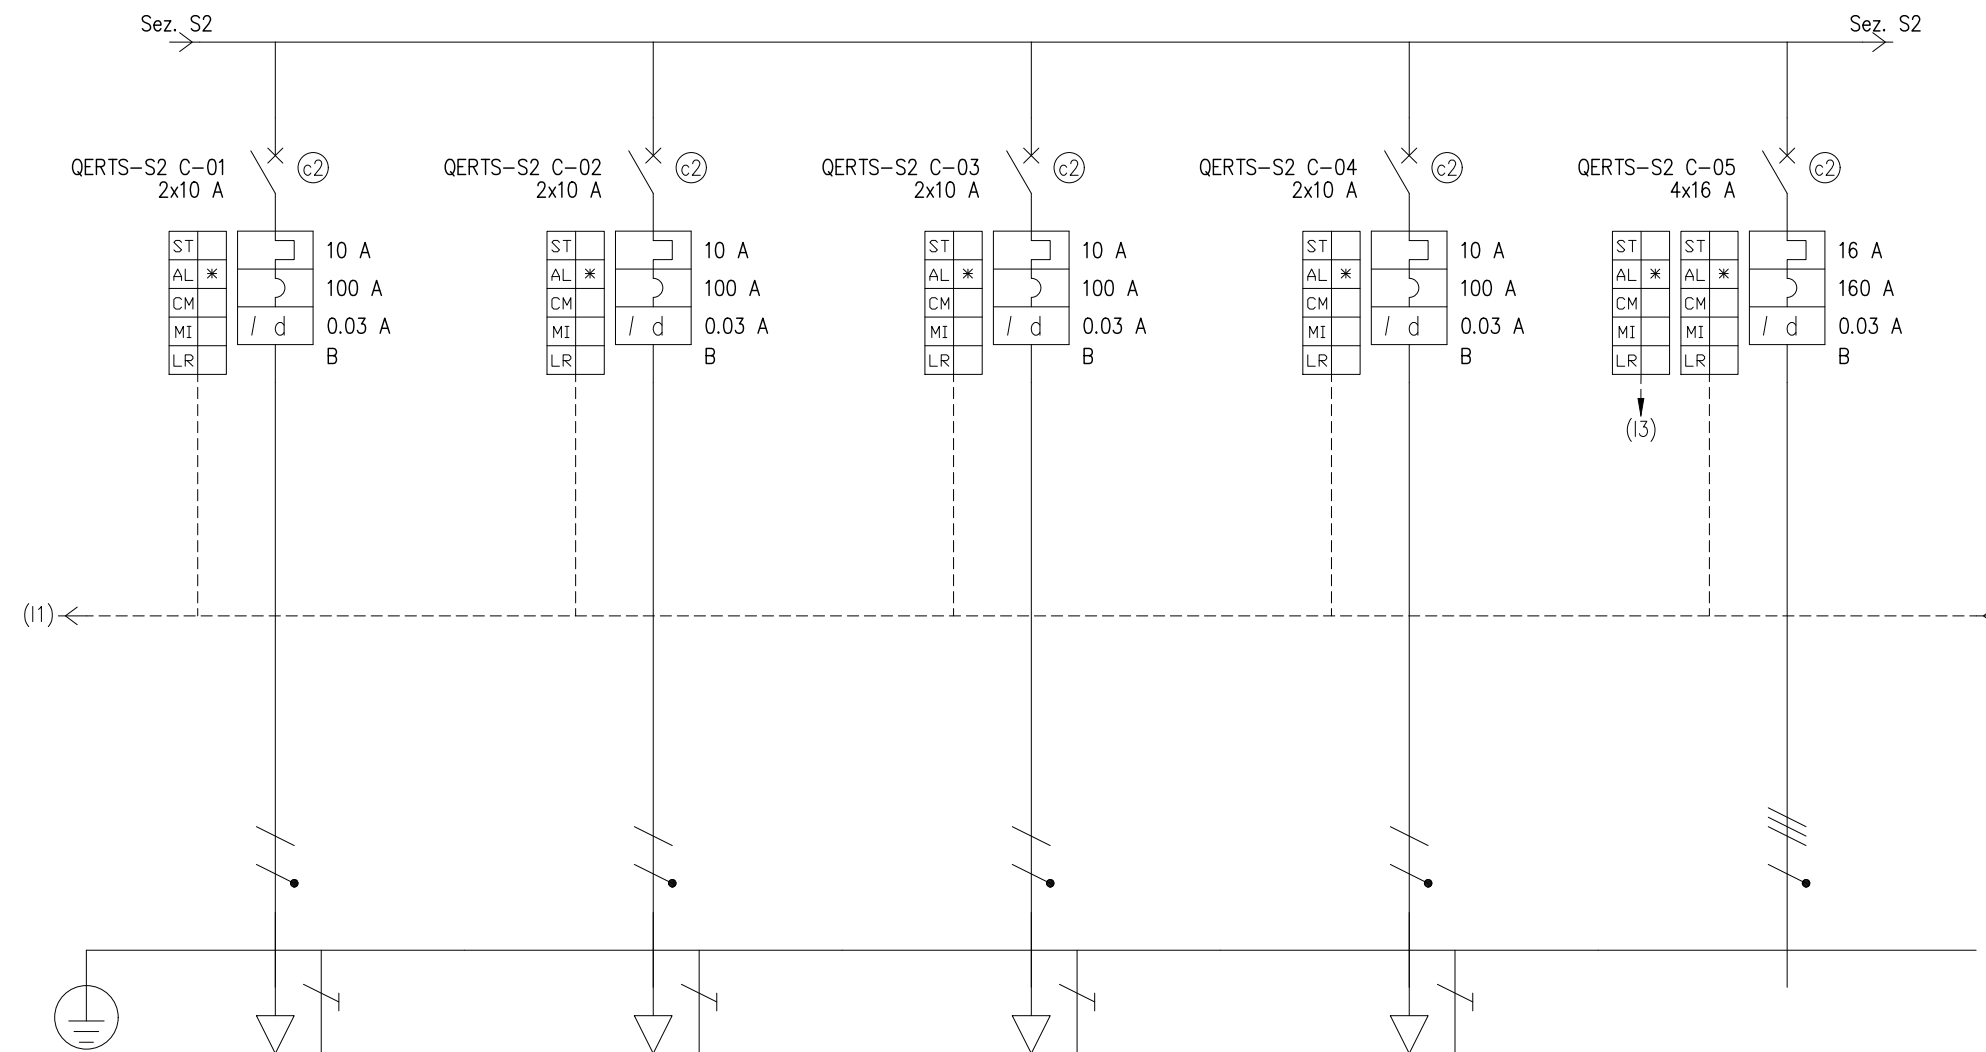 Sez. S2
Sez. S2
QERTS-S2 C-01
2x10 A
c2
ST
AL *
CM
MI
LR
10 A
100 A
I d 0.03 A
B
QERTS-S2 C-02
2x10 A
c2
ST
AL *
CM
MI
LR
10 A
100 A
I d 0.03 A
B
QERTS-S2 C-03
2x10 A
c2
ST
AL *
CM
MI
LR
10 A
100 A
I d 0.03 A
B
QERTS-S2 C-04
2x10 A
c2
ST
AL *
CM
MI
LR
10 A
100 A
I d 0.03 A
B
QERTS-S2 C-05
4x16 A
c2
ST
AL *
CM
MI
LR
(I3)
ST
AL *
CM
MI
LR
16 A
160 A
I d 0.03 A
B
(I1)